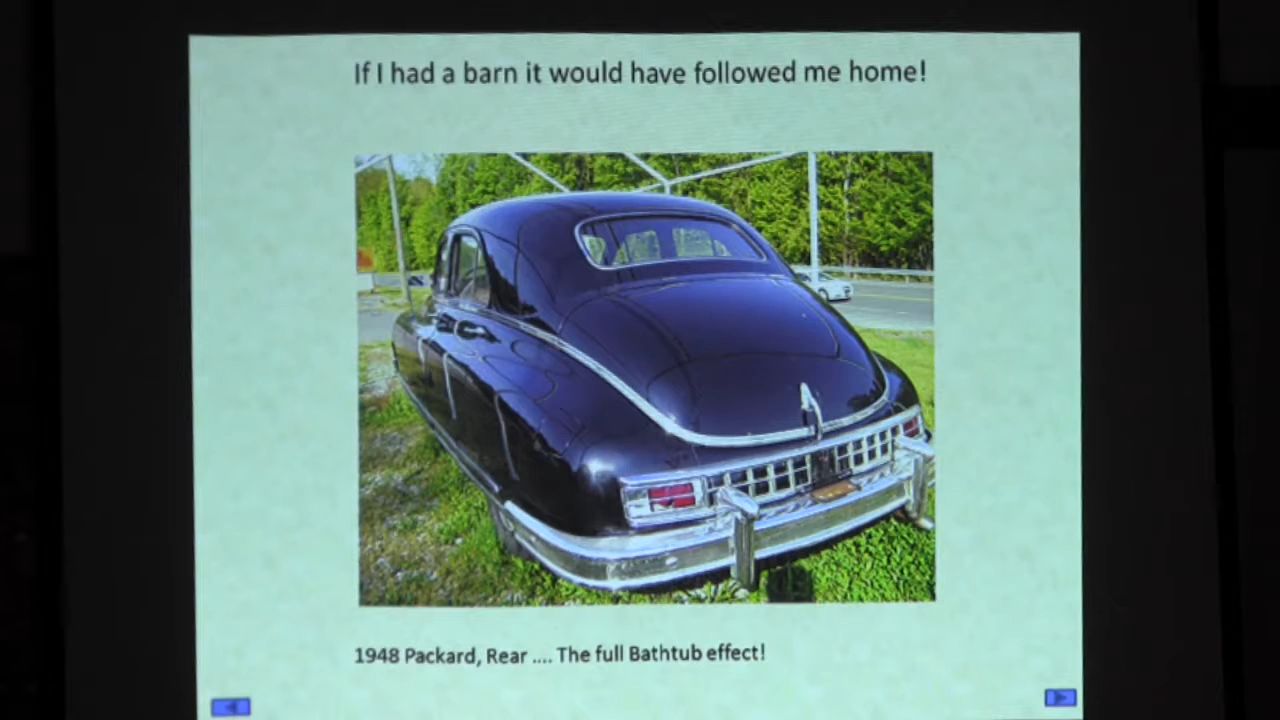 If I had a barn it would have followed me home!
1948 Packard, Rear .... The full Bathtub effect!